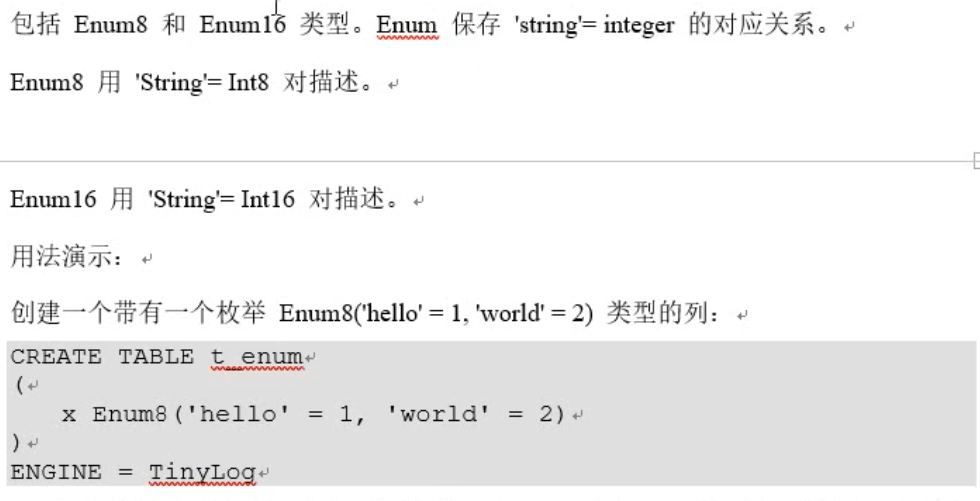 包括 Enum8 和 Enum16 类型。Enum 保存 'string'= integer 的对应关系。
Enum8 用 'String'= Int8 对描述。
Enum16 用 'String'= Int16 对描述。
用法演示：
创建一个带有一个枚举 Enum8('hello' = 1, 'world' = 2) 类型的列：
CREATE TABLE t_enum
(
x Enum8('hello' = 1, 'world' = 2)
)
ENGINE = TinyLog